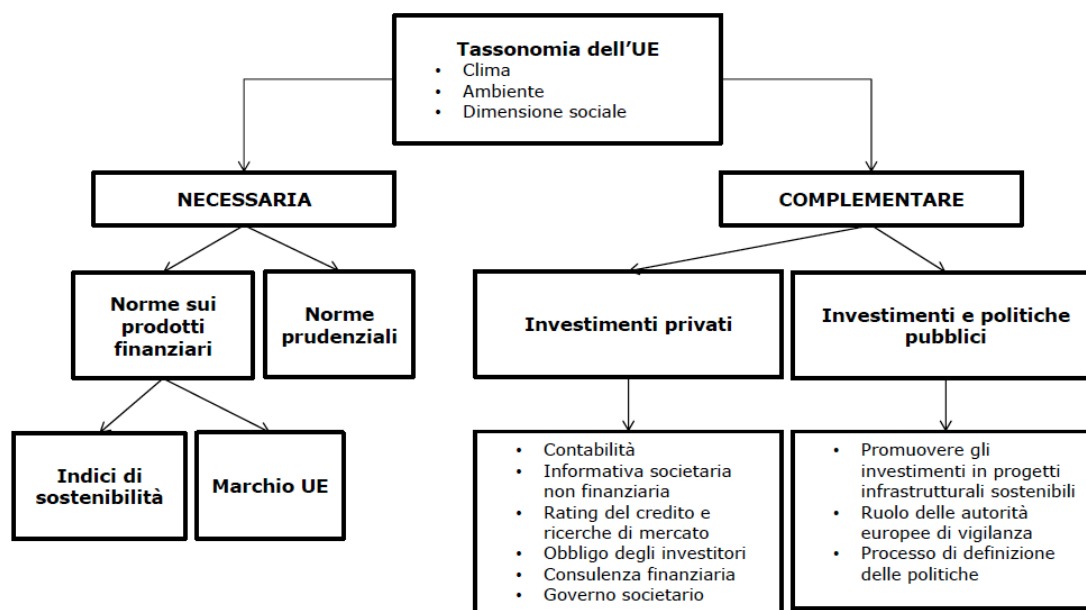 Tassonomia dell’UE
• Clima
• Ambiente
• Dimensione sociale
NECESSARIA
COMPLEMENTARE
Norme sui
prodotti
finanziari
Norme
prudenziali
Investimenti privati
Investimenti e politiche
pubblici
Indici di
sostenibilità
Marchio UE
• Contabilità
• Informativa societaria
non finanziaria
• Rating del credito e
ricerche di mercato
• Obbligo degli investitori
• Consulenza finanziaria
• Governo societario
• Promuovere gli
investimenti in progetti
infrastrutturali sostenibili
• Ruolo delle autorità
europee di vigilanza
• Processo di definizione
delle politiche